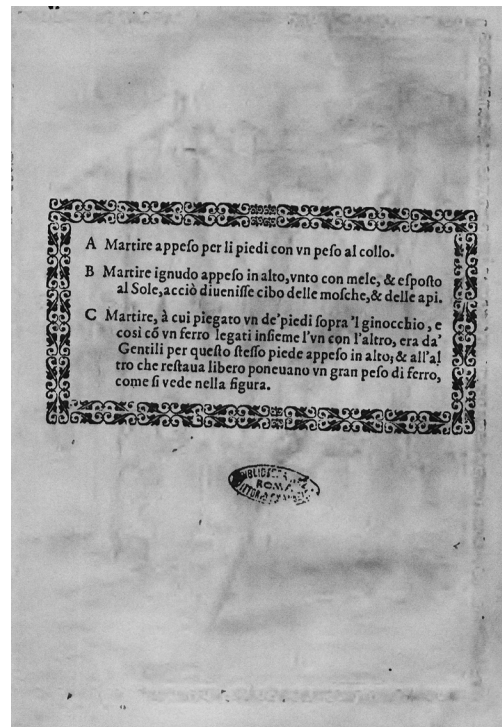 A Martire appeſo per li piedi con vn peſo al collo.
B Martire ignudo appeſo in alto, vnto con mele, & eſpoſto
al Sole, acciò diueniſſe cibo delle moſche, & delle api.
C Martire, à cui piegato vn de' piedi ſopra 'l ginocchio, e
così cõ vn ferro legati inſieme l'vn con l'altro, era da'
Gentili per queſto ſteſſo piede appeſo in alto; & all'al
tro che reſtaua libero poneuano vn gran peſo di ferro,
come ſi vede nella figura.
ROMA